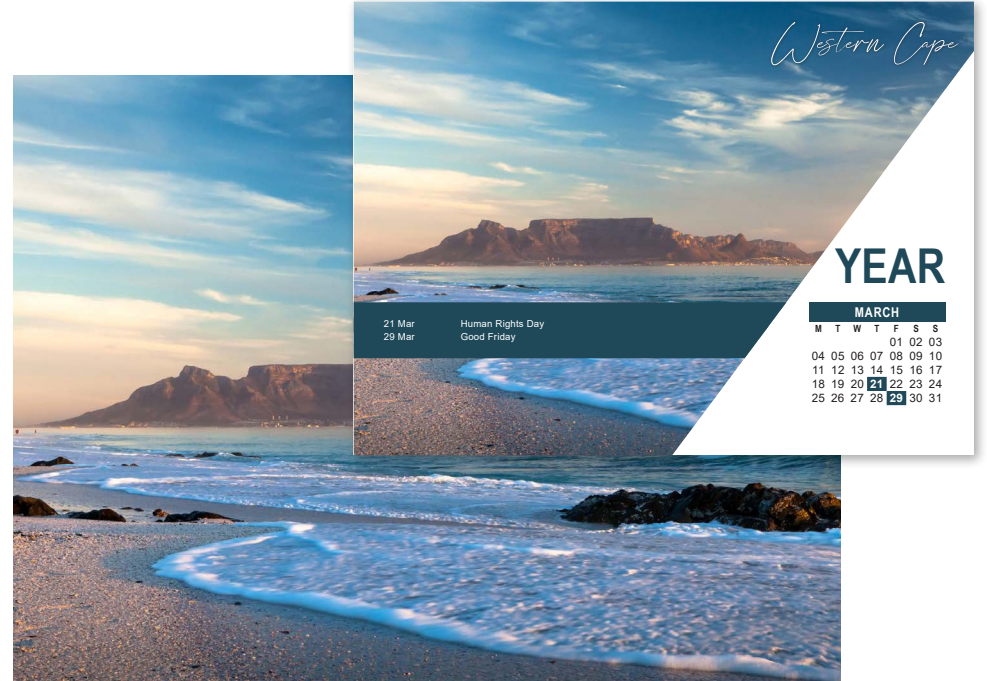 Western Cape
YEAR
21 Mar Human Rights Day
29 Mar Good Friday
MARCH
M T W T F S S
01 02 03
04 05 06 07 08 09 10
11 12 13 14 15 16 17
18 19 20 21 22 23 24
25 26 27 28 29 30 31